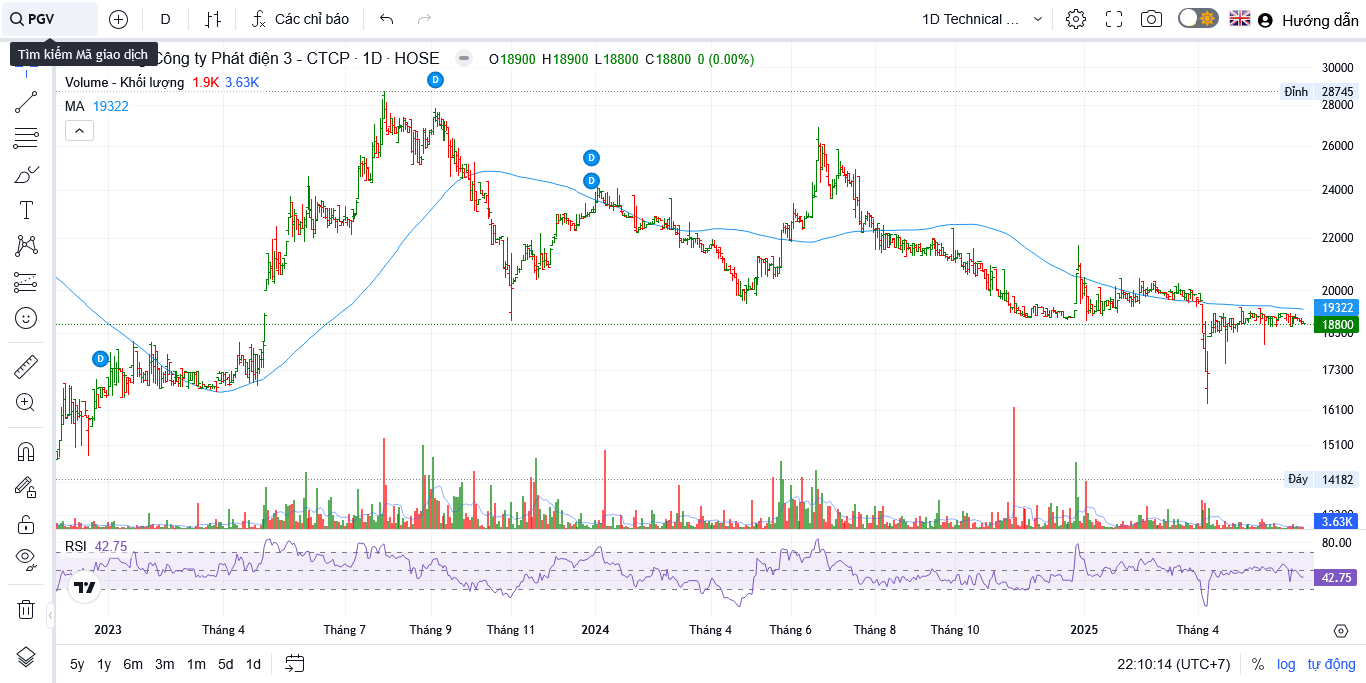 PGV
D
Các chỉ báo
1D Technical ...
Hướng dẫn
Tìm kiếm Mã giao dịch
Công ty Phát điện 3 - CTCP · 1D · HOSE
O18900 H18900 L18800 C18800 0 (0.00%)
Volume - Khối lượng 1.9K 3.63K
MA 19322
D
D
D
D
30000
Đỉnh 28745
28000
26000
24000
22000
20000
19322
18800
17300
16100
15100
Đáy 14182
3.63K
RSI 42.75
80.00
42.75
2023 Tháng 4 Tháng 7 Tháng 9 Tháng 11 2024 Tháng 4 Tháng 6 Tháng 8 Tháng 10 2025 Tháng 4
5y 1y 6m 3m 1m 5d 1d
22:10:14 (UTC+7) % log tự động